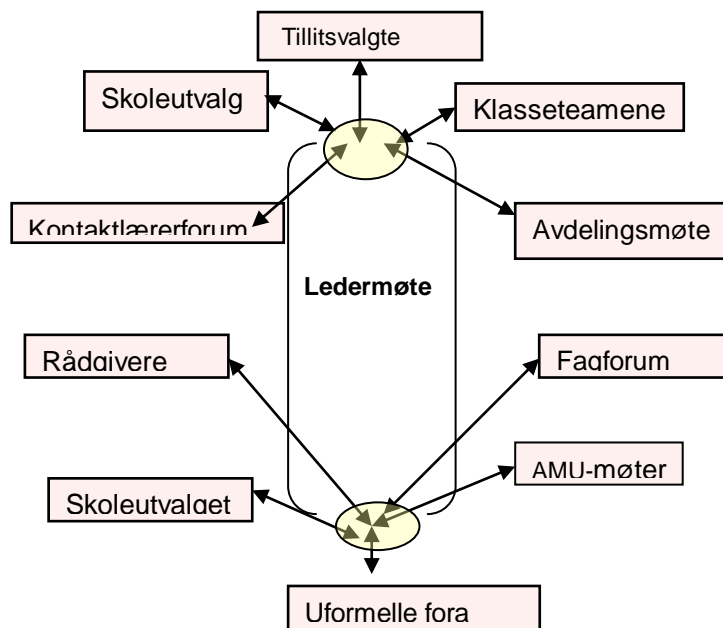 Tillitsvalgte
Skoleutvalg
Klasseteamene
Kontaktlærerforum
Avdelingsmøte
Ledermøte
Rådgivere
Fagforum
AMU-møter
Skoleutvalget
Uformelle fora